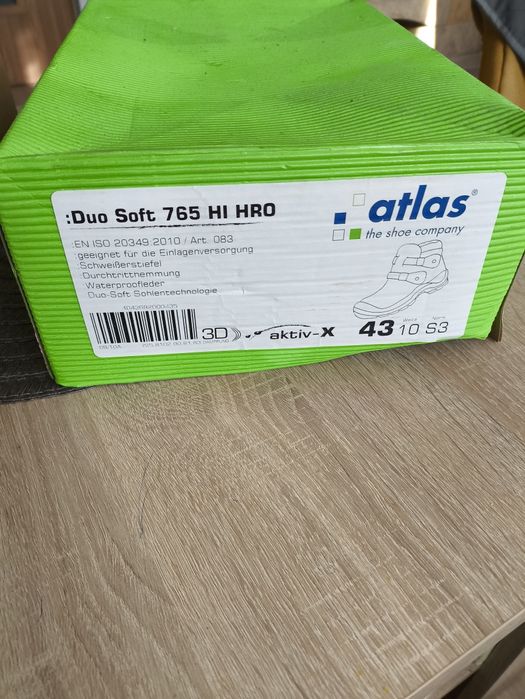 :Duo Soft 765 HI HRO
:EN ISO 20349:2010 / Art. 083
:geeignet für die Einlagenversorgung
:Schweißerstiefel
:Durchtritthemmung
:Waterproofleder
:Duo-Soft Sohlentechnologie
3D
aktiv-X
atlas®
the shoe company
43 10 S3